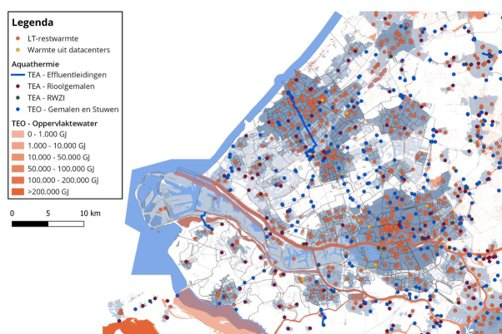 Legenda
LT-restwarmte
Warmte uit datacenters
Aquathermie
TEA - Effluentleidingen
TEA - Rioolgemalen
TEA - RWZI
TEO - Gemalen en Stuwen
TEO - Oppervlaktewater
0 - 1.000 GJ
1.000 - 10.000 GJ
10.000 - 50.000 GJ
50.000 - 100.000 GJ
100.000 - 200.000 GJ
>200.000 GJ
0 5 10 km